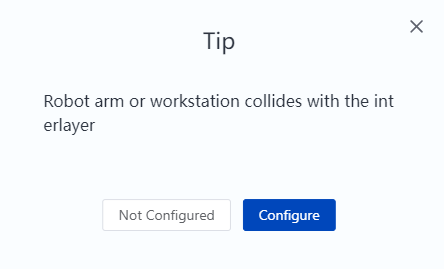 Tip
Robot arm or workstation collides with the int
erlayer
Not Configured
Configure